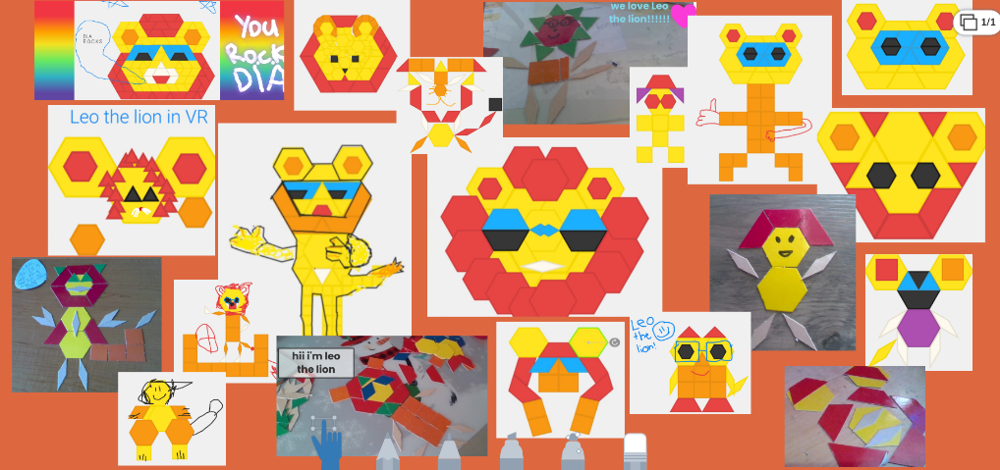 DIA
ROCKS
You
Rock
DIA
we love Leo
the lion!!!!!!
1/1
Leo the lion in VR
Leo
the
lion!
hii i'm leo
the lion